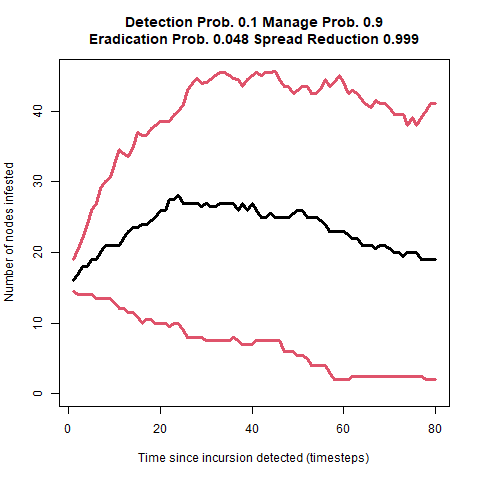 Detection Prob. 0.1 Manage Prob. 0.9
Eradication Prob. 0.048 Spread Reduction 0.999
Number of nodes infested
40
30
20
10
0
0 20 40 60 80
Time since incursion detected (timesteps)